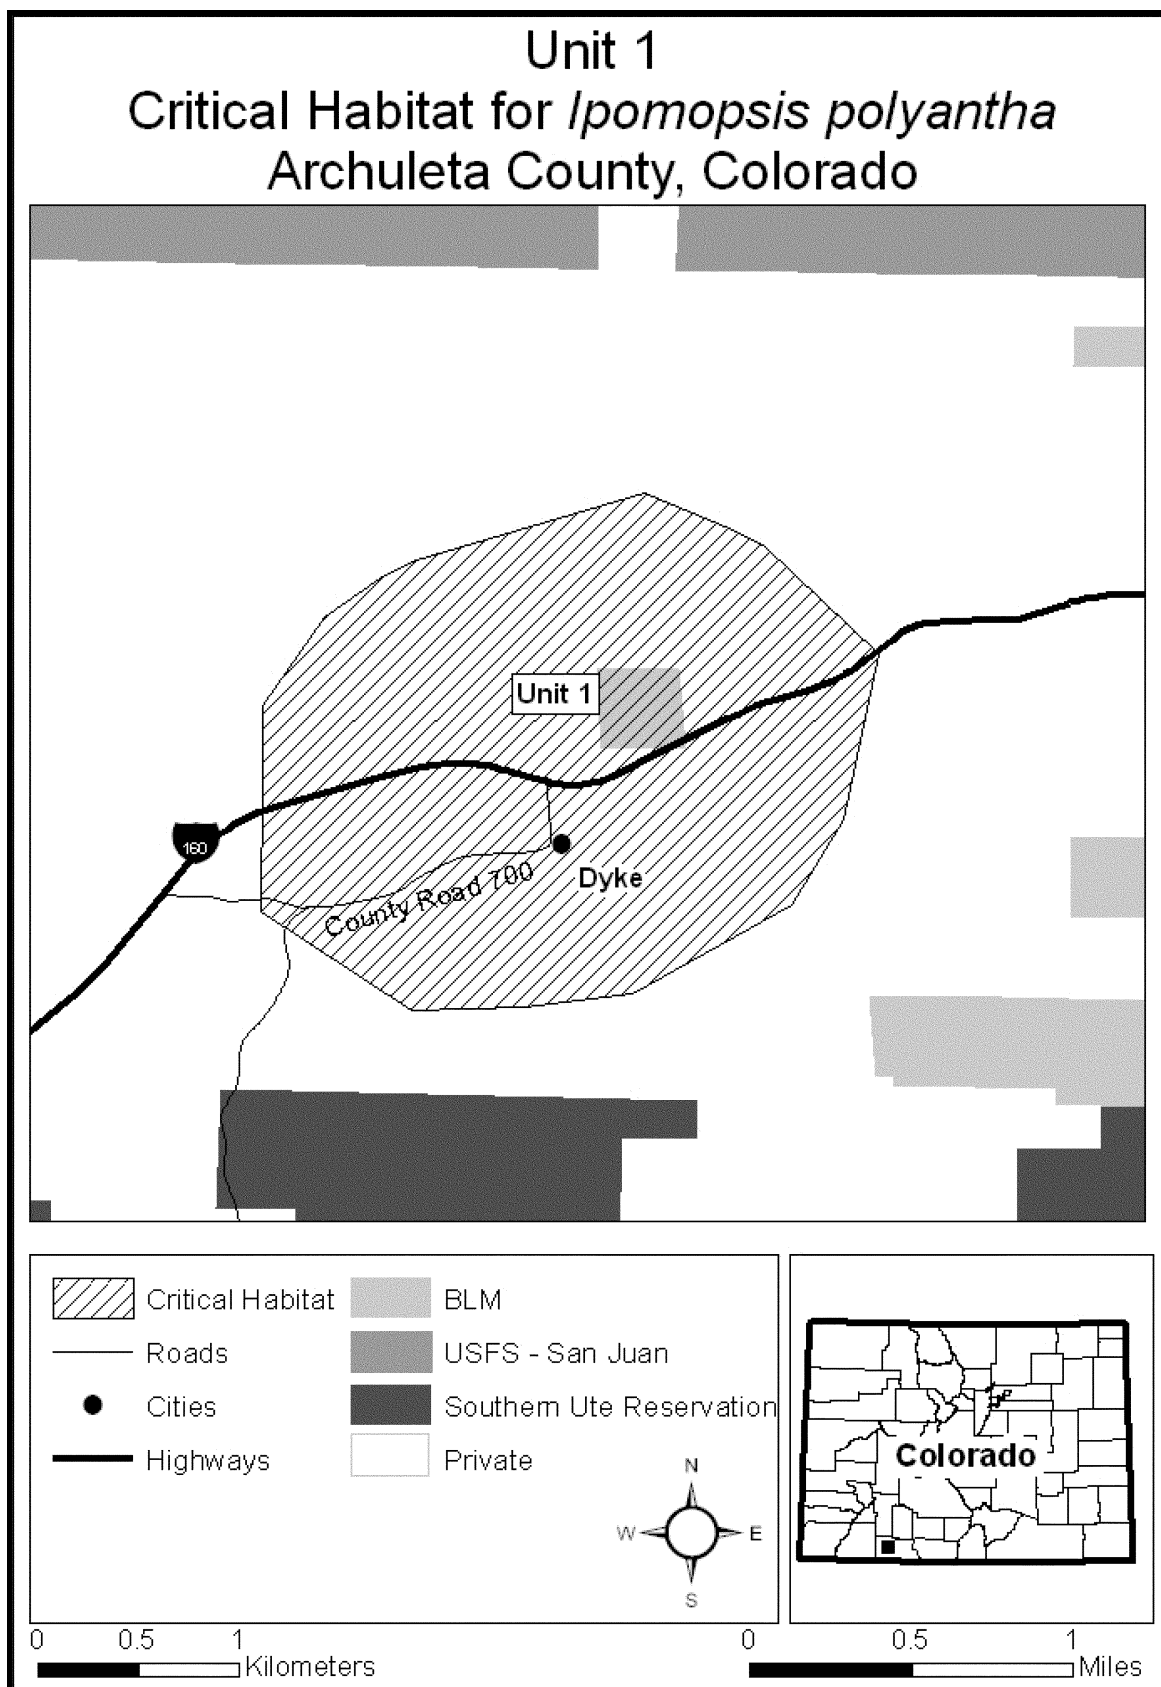 Unit 1
Critical Habitat for Ipomopsis polyantha
Archuleta County, Colorado
Unit 1
160
County Road 700
Dyke
Critical Habitat
BLM
Roads
USFS - San Juan
Cities
Southern Ute Reservation
Highways
Private
N
W
E
S
Colorado
0 0.5 1
Kilometers
0 0.5 1
Miles